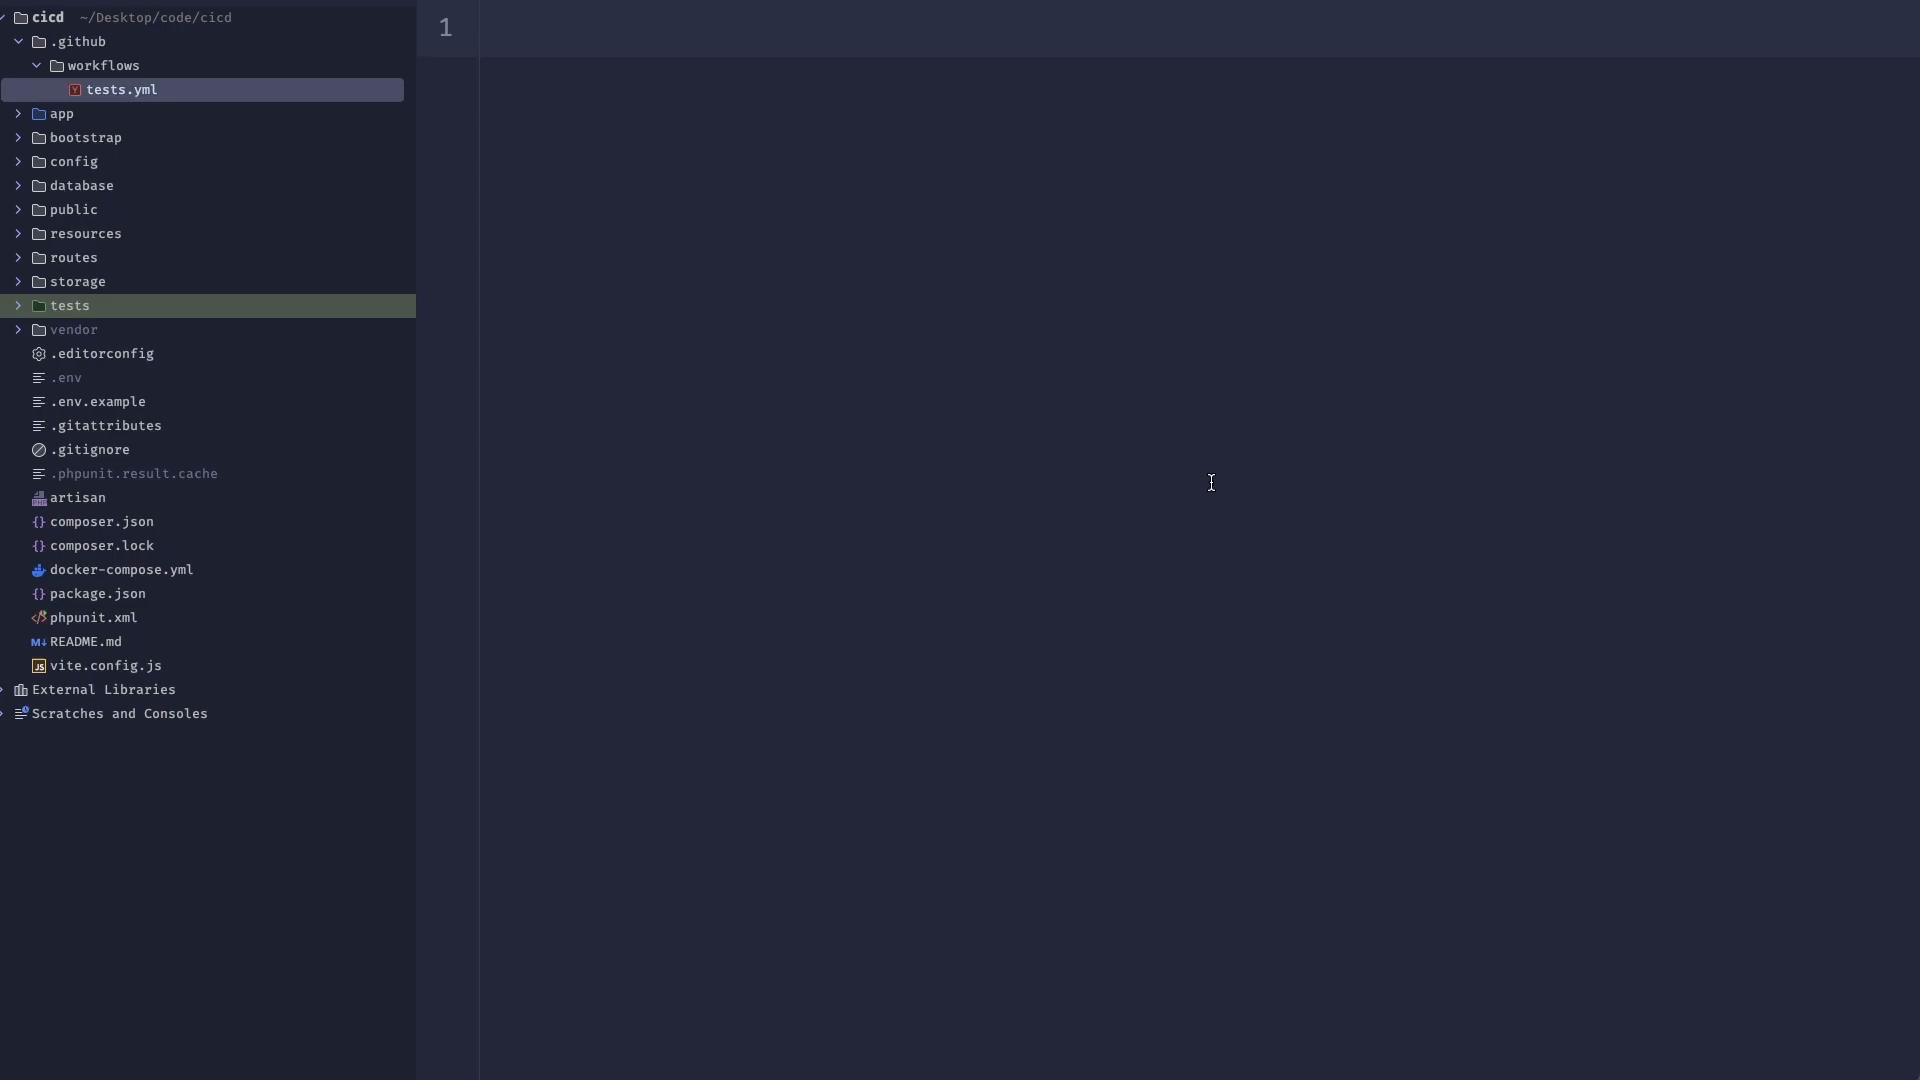 cicd ~/Desktop/code/cicd
.github
workflows
tests.yml
app
bootstrap
config
database
public
resources
routes
storage
tests
vendor
.editorconfig
.env
.env.example
.gitattributes
.gitignore
.phpunit.result.cache
artisan
composer.json
composer.lock
docker-compose.yml
package.json
phpunit.xml
README.md
vite.config.js
External Libraries
Scratches and Consoles
1